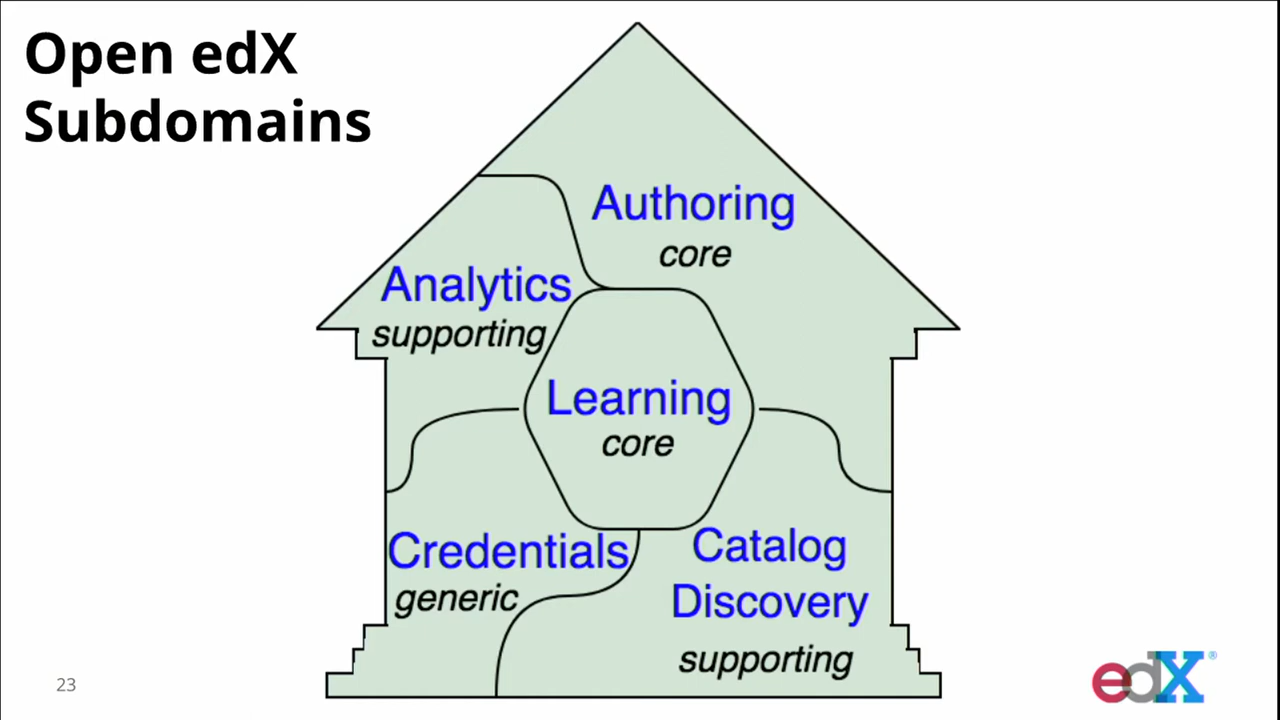 Open edX
Subdomains
Authoring
core
Analytics
supporting
Learning
core
Credentials
generic
Catalog
Discovery
supporting
23
edX®